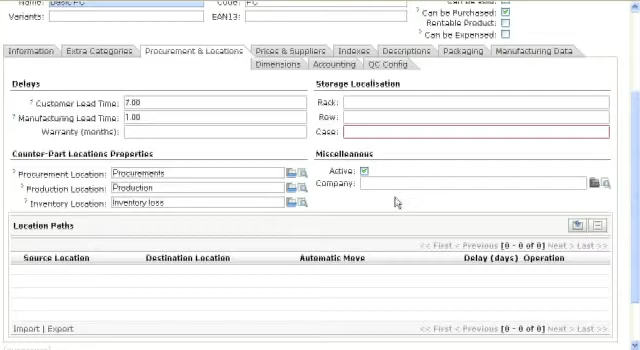 Name: Basic PC Code: PC
Variants: EAN13:
? Can be Purchased:
Rentable Product:
? Can be Expensed:
Information Extra Categories Procurement & Locations Prices & Suppliers Indexes Descriptions Packaging Manufacturing Data
Dimensions Accounting QC Config
Delays Storage Localisation
? Customer Lead Time: 7.00 Rack:
? Manufacturing Lead Time: 1.00 Row:
Warranty (months): Case:
Counter-Part Locations Properties Miscelleanous
? Procurement Location: Procurements Active:
? Production Location: Production Company:
? Inventory Location: Inventory loss
Location Paths
<< First < Previous [0 - 0 of 0] Next > Last >>
Source Location Destination Location Automatic Move Delay (days) Operation
Import | Export << First < Previous [0 - 0 of 0] Next > Last >>